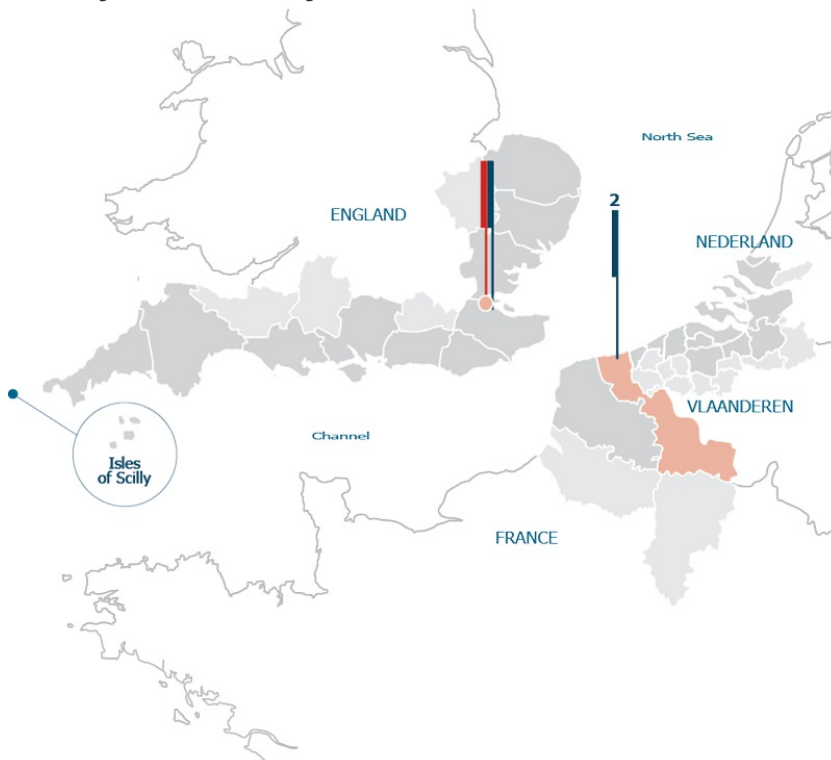 North Sea
2
ENGLAND
NEDERLAND
VLAANDEREN
Channel
Isles
of Scilly
FRANCE